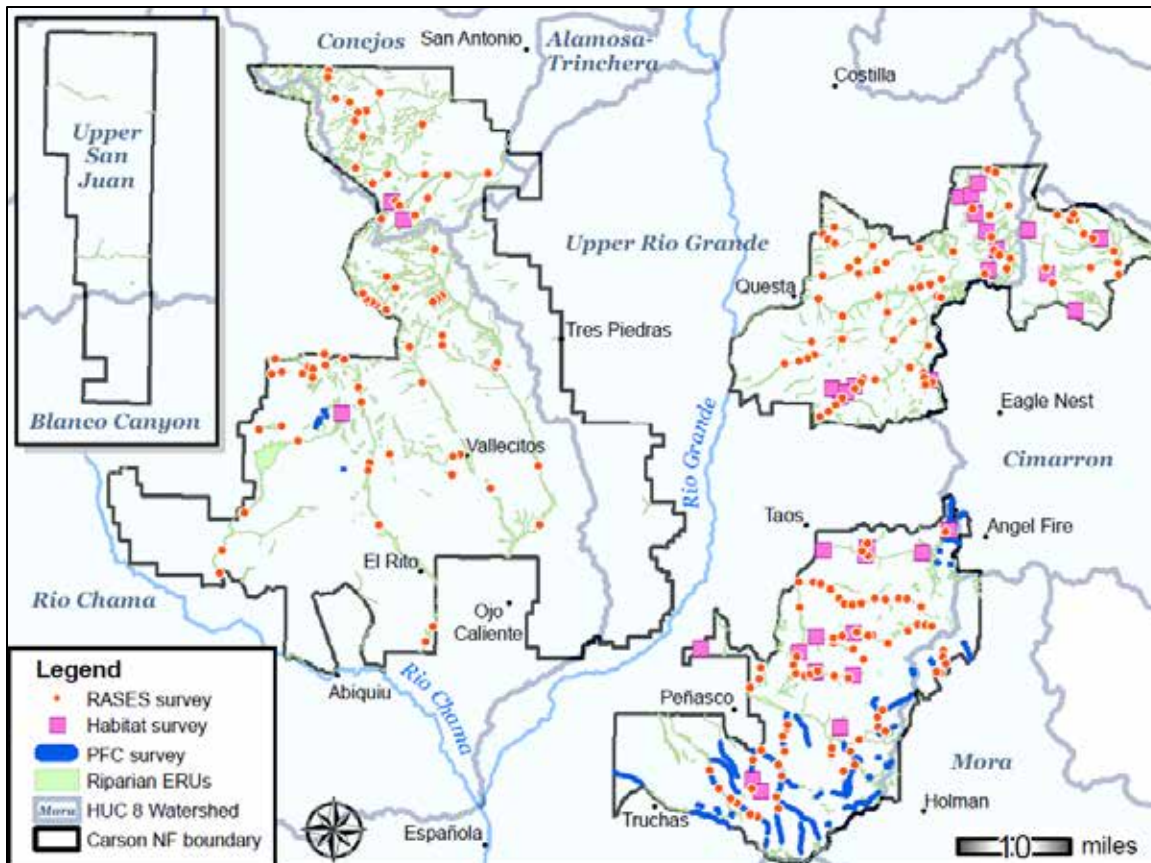 Conejos
San Antonio
Alamosa-
Trinchera
Costilla
Upper
San
Juan
Upper Rio Grande
Questa
Tres Piedras
Blanco Canyon
Eagle Nest
Vallecitos
Rio Grande
Cimarron
Taos
Angel Fire
El Rito
Rio Chama
Ojo
Caliente
Abiquiu
Rio Chama
Peñasco
Mora
Truchas
Holman
Española
Legend
RASES survey
Habitat survey
PFC survey
Riparian ERUs
Mora
HUC 8 Watershed
Carson NF boundary
10 miles